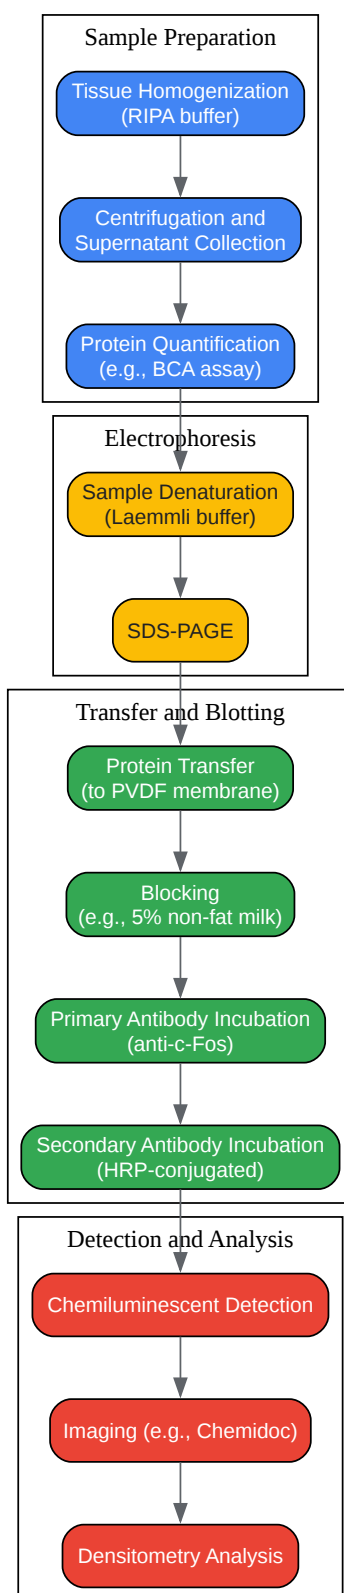 Sample Preparation
Tissue Homogenization
(RIPA buffer)
Centrifugation and
Supernatant Collection
Protein Quantification
(e.g., BCA assay)
Electrophoresis
Sample Denaturation
(Laemmli buffer)
SDS-PAGE
Transfer and Blotting
Protein Transfer
(to PVDF membrane)
Blocking
(e.g., 5% non-fat milk)
Primary Antibody Incubation
(anti-c-Fos)
Secondary Antibody Incubation
(HRP-conjugated)
Detection and Analysis
Chemiluminescent Detection
Imaging (e.g., Chemidoc)
Densitometry Analysis